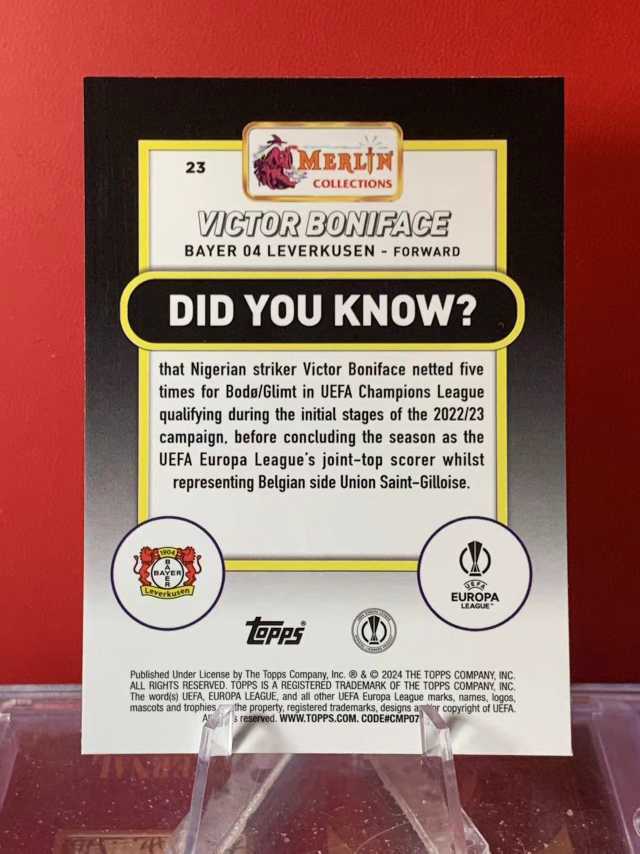 23
MERLIN
COLLECTIONS
VICTOR BONIFACE
BAYER 04 LEVERKUSEN - FORWARD
DID YOU KNOW?
that Nigerian striker Victor Boniface netted five
times for Bodø/Glimt in UEFA Champions League
qualifying during the initial stages of the 2022/23
campaign, before concluding the season as the
UEFA Europa League's joint-top scorer whilst
representing Belgian side Union Saint-Gilloise.
1904
BAYER
BAYER
Leverkusen
UEFA
EUROPA
LEAGUE™
topps®
Published Under License by The Topps Company, Inc. ® & © 2024 THE TOPPS COMPANY, INC.
ALL RIGHTS RESERVED. TOPPS IS A REGISTERED TRADEMARK OF THE TOPPS COMPANY, INC.
The word(s) UEFA, EUROPA LEAGUE, and all other UEFA Europa League marks, names, logos,
mascots and trophies the property, registered trademarks, designs copyright of UEFA.
reserved. WWW.TOPPS.COM. CODE#CMP07